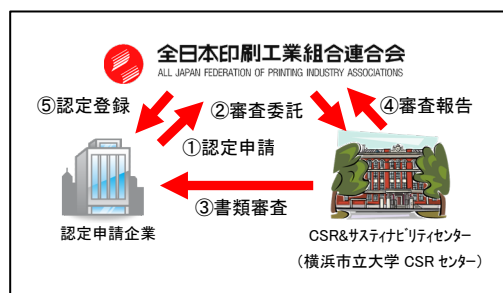 全日本印刷工業組合連合会
ALL JAPAN FEDERATION OF PRINTING INDUSTRY ASSOCIATIONS
⑤認定登録
②審査委託
④審査報告
①認定申請
③書類審査
認定申請企業
CSR&ｻｽﾃｨﾅﾋﾞﾘﾃｨｾﾝﾀｰ
（横浜市立大学 CSR ｾﾝﾀｰ）